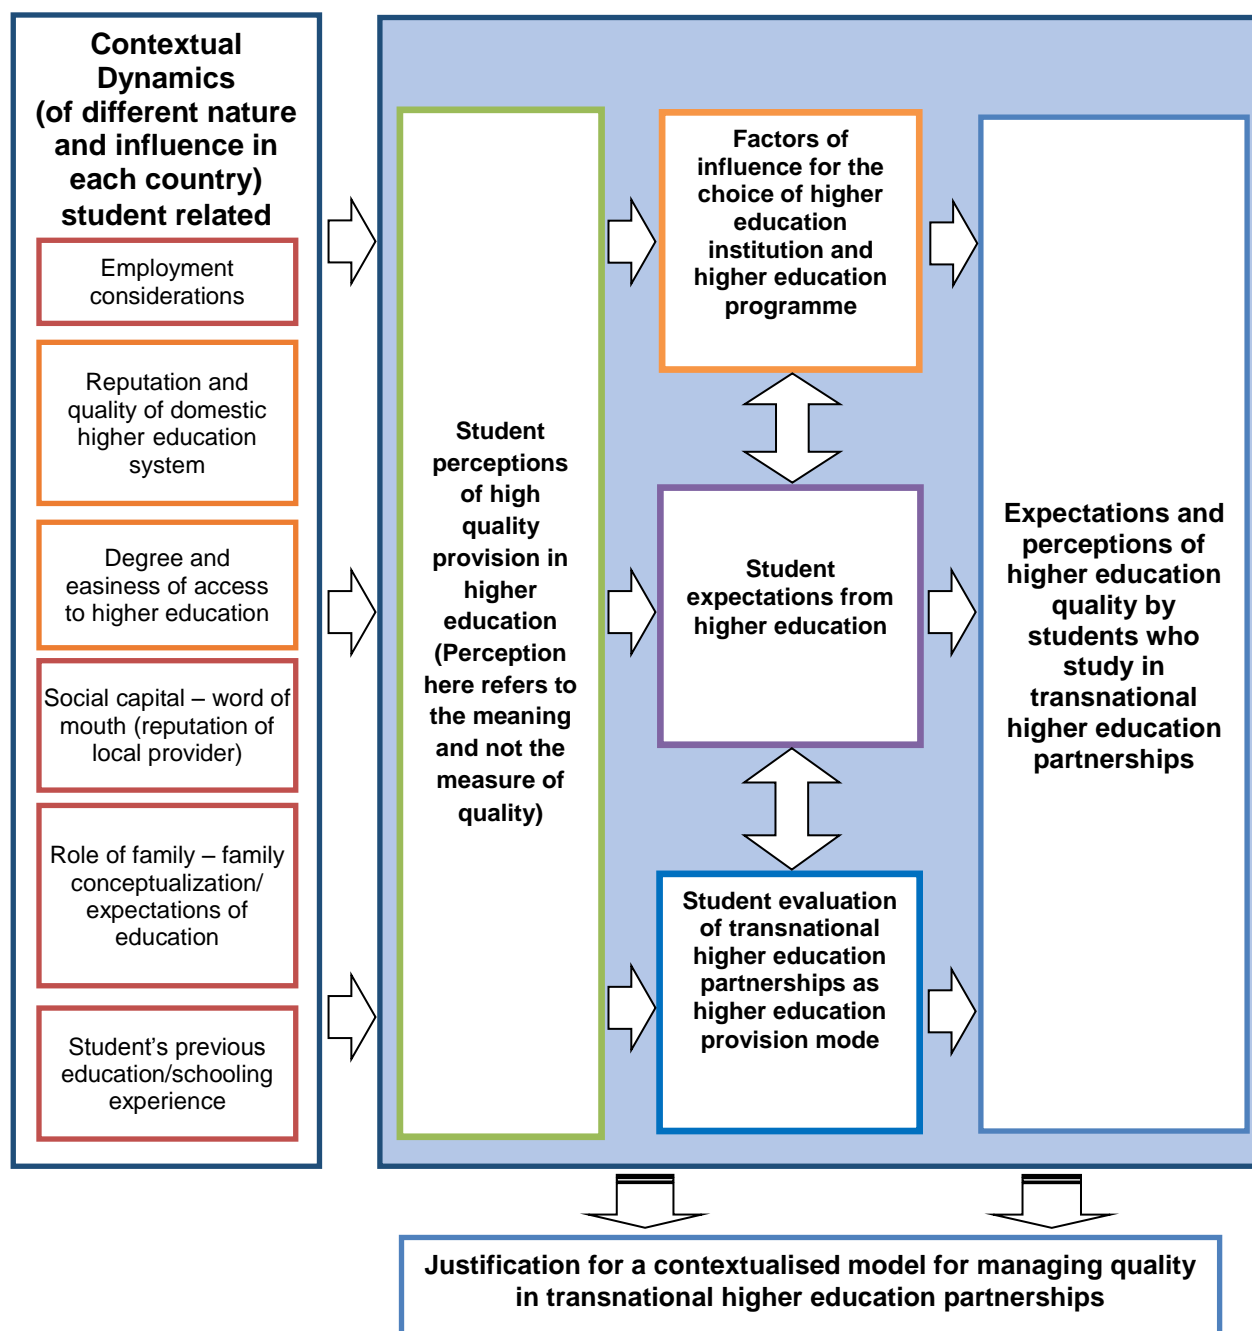 Contextual
Dynamics
(of different nature
and influence in
each country)
student related
Employment
considerations
Reputation and
quality of domestic
higher education
system
Degree and
easiness of access
to higher education
Social capital – word of
mouth (reputation of
local provider)
Role of family – family
conceptualization/
expectations of
education
Student’s previous
education/schooling
experience
Student
perceptions
of high
quality
provision in
higher
education
(Perception
here refers to
the meaning
and not the
measure of
quality)
Factors of
influence for the
choice of higher
education
institution and
higher education
programme
Student
expectations from
higher education
Student evaluation
of transnational
higher education
partnerships as
higher education
provision mode
Expectations and
perceptions of
higher education
quality by
students who
study in
transnational
higher education
partnerships
Justification for a contextualised model for managing quality
in transnational higher education partnerships